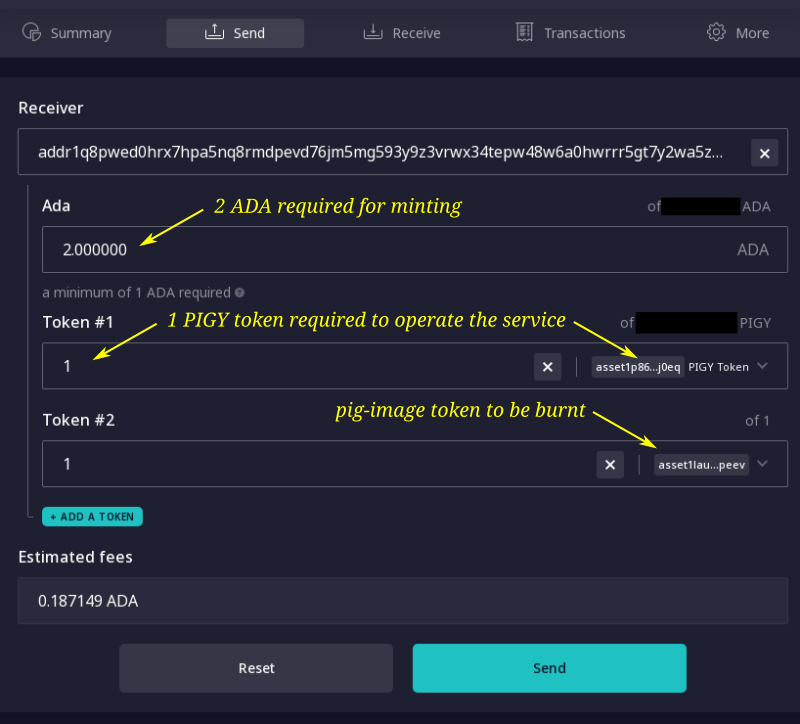 Summary Send Receive Transactions More
Receiver
addr1q8pwed0hrx7hpa5nq8rmdpevd76jm5mg593y9z3vrwx34tepw48w6a0hwrrr5gt7y2wa5z...
Ada 2 ADA required for minting of ADA
2.000000 ADA
a minimum of 1 ADA required
Token #1 1 PIGY token required to operate the service of PIGY
1 asset1p86...j0eq PIGY Token
pig-image token to be burnt
Token #2 of 1
1 asset1lau...peev
+ ADD A TOKEN
Estimated fees
0.187149 ADA
Reset Send